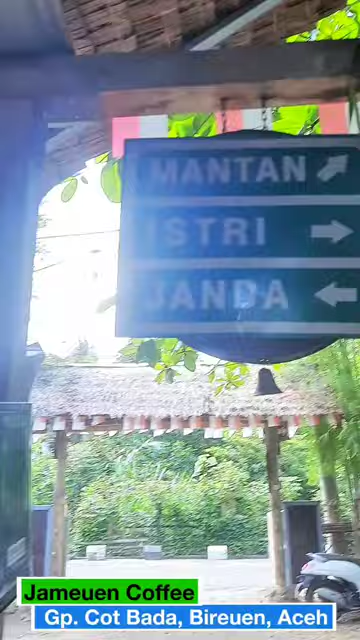 MANTAN
ISTRI
JANDA
Jameuen Coffee
Gp. Cot Bada, Bireuen, Aceh